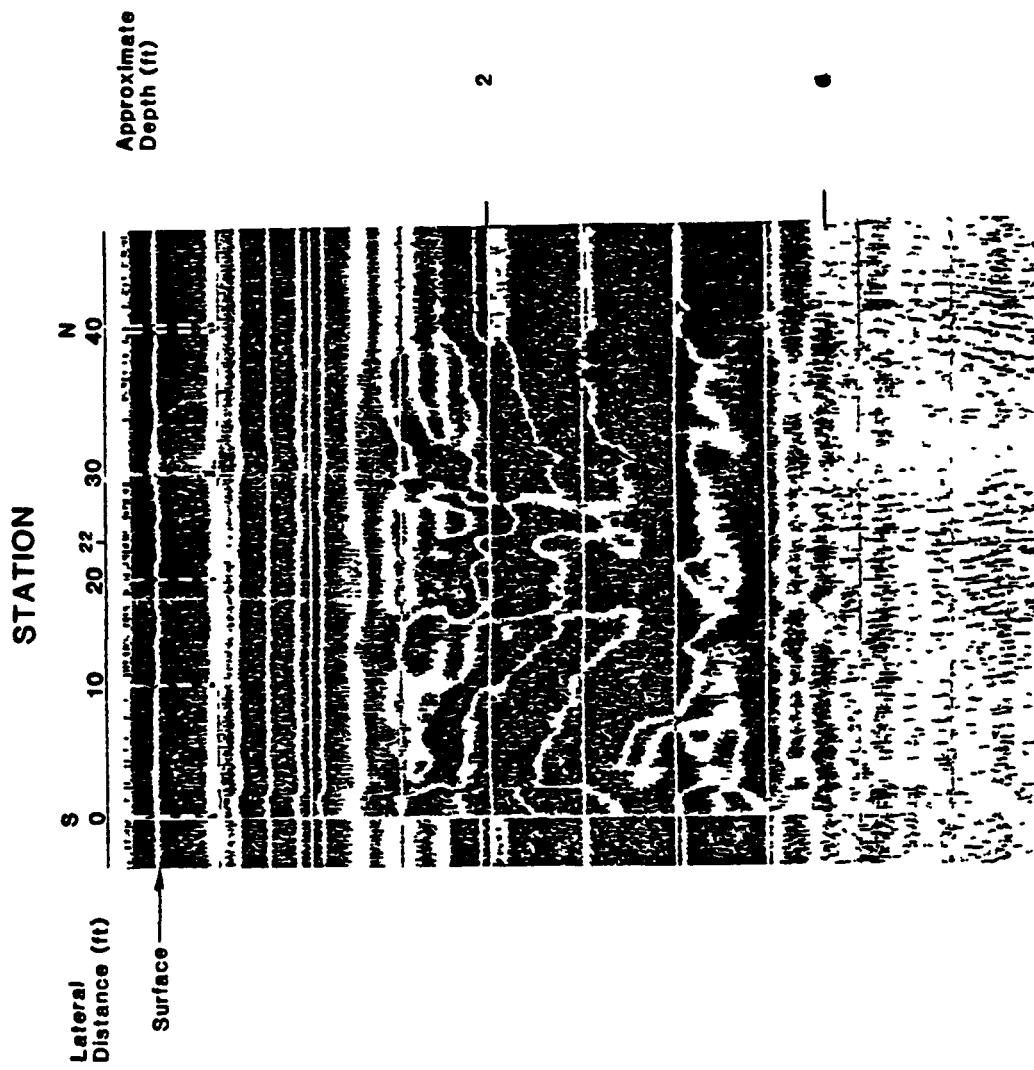 STATION
Lateral
Distance (ft)
S
N
0
10
20
22
30
40
Approximate
Depth (ft)
Surface
2